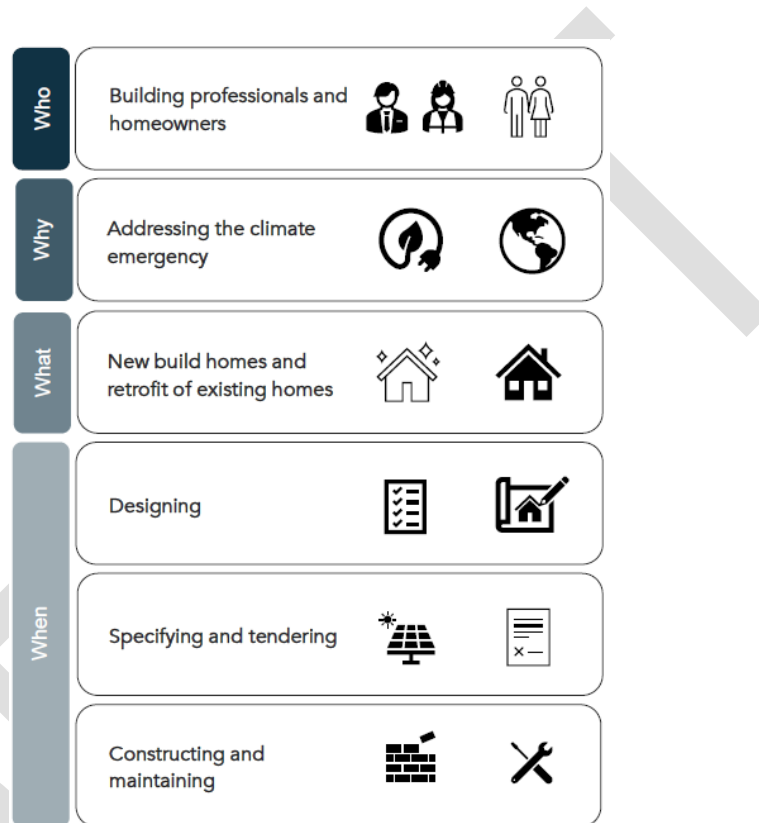 Who
Building professionals and
homeowners
Why
Addressing the climate
emergency
What
New build homes and
retrofit of existing homes
When
Designing
Specifying and tendering
Constructing and
maintaining